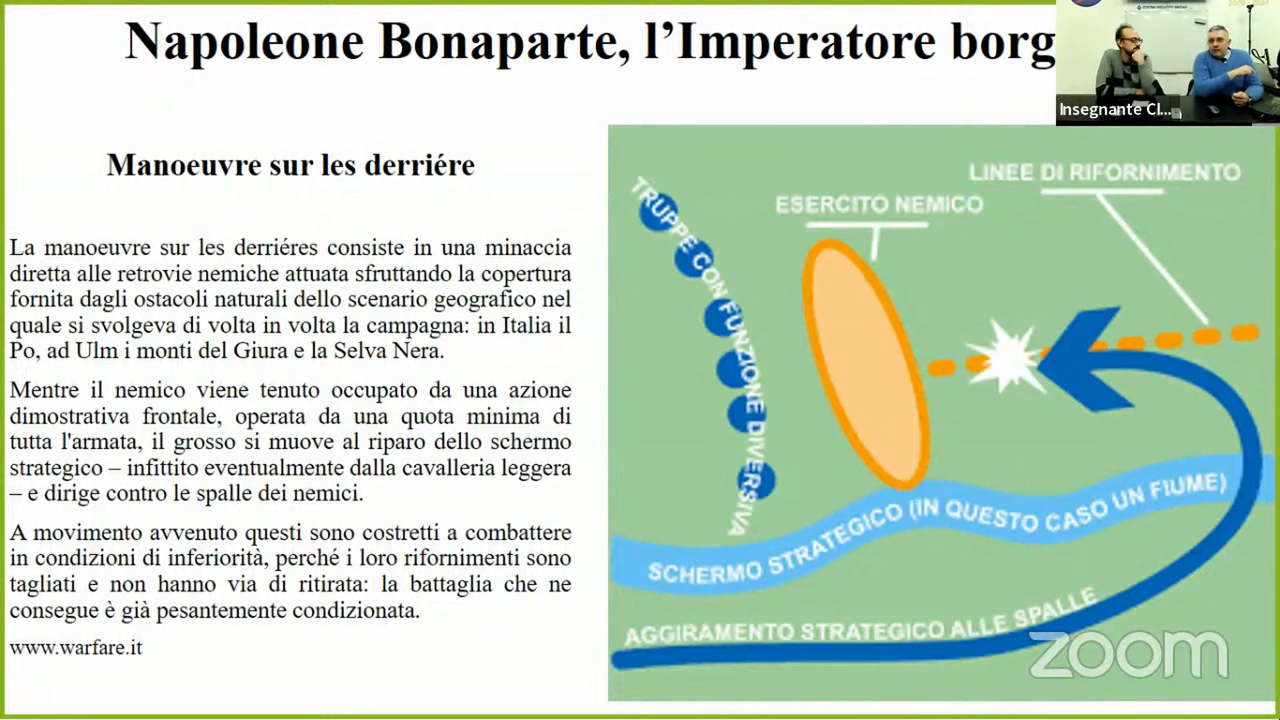 Napoleone Bonaparte, l’Imperatore borg
Insegnante Cl...
Manoeuvre sur les derriére
La manoeuvre sur les derriéres consiste in una minaccia
diretta alle retrovie nemiche attuata sfruttando la copertura
fornita dagli ostacoli naturali dello scenario geografico nel
quale si svolgeva di volta in volta la campagna: in Italia il
Po, ad Ulm i monti del Giura e la Selva Nera.
Mentre il nemico viene tenuto occupato da una azione
dimostrativa frontale, operata da una quota minima di
tutta l'armata, il grosso si muove al riparo dello schermo
strategico – infittito eventualmente dalla cavalleria leggera
– e dirige contro le spalle dei nemici.
A movimento avvenuto questi sono costretti a combattere
in condizioni di inferiorità, perché i loro rifornimenti sono
tagliati e non hanno via di ritirata: la battaglia che ne
consegue è già pesantemente condizionata.
www.warfare.it
LINEE DI RIFORNIMENTO
ESERCITO NEMICO
TRUPPE CON FUNZIONE DIVERSIVA
SCHERMO STRATEGICO (IN QUESTO CASO UN FIUME)
AGGIRAMENTO STRATEGICO ALLE SPALLE
zoom